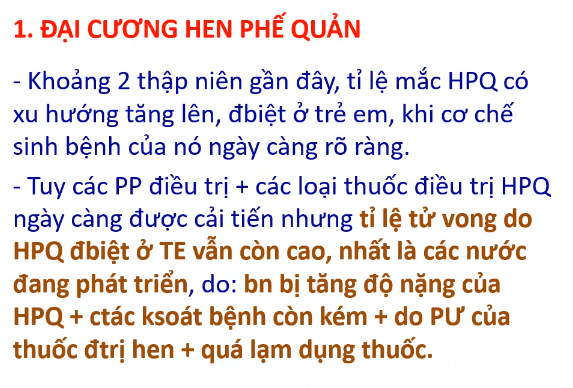 1. ĐẠI CƯƠNG HEN PHẾ QUẢN
- Khoảng 2 thập niên gần đây, tỉ lệ mắc HPQ có
xu hướng tăng lên, đbiệt ở trẻ em, khi cơ chế
sinh bệnh của nó ngày càng rõ ràng.
- Tuy các PP điều trị + các loại thuốc điều trị HPQ
ngày càng được cải tiến nhưng tỉ lệ tử vong do
HPQ đbiệt ở TE vẫn còn cao, nhất là các nước
đang phát triển, do: bn bị tăng độ nặng của
HPQ + ctác ksoát bệnh còn kém + do PƯ của
thuốc đtrị hen + quá lạm dụng thuốc.